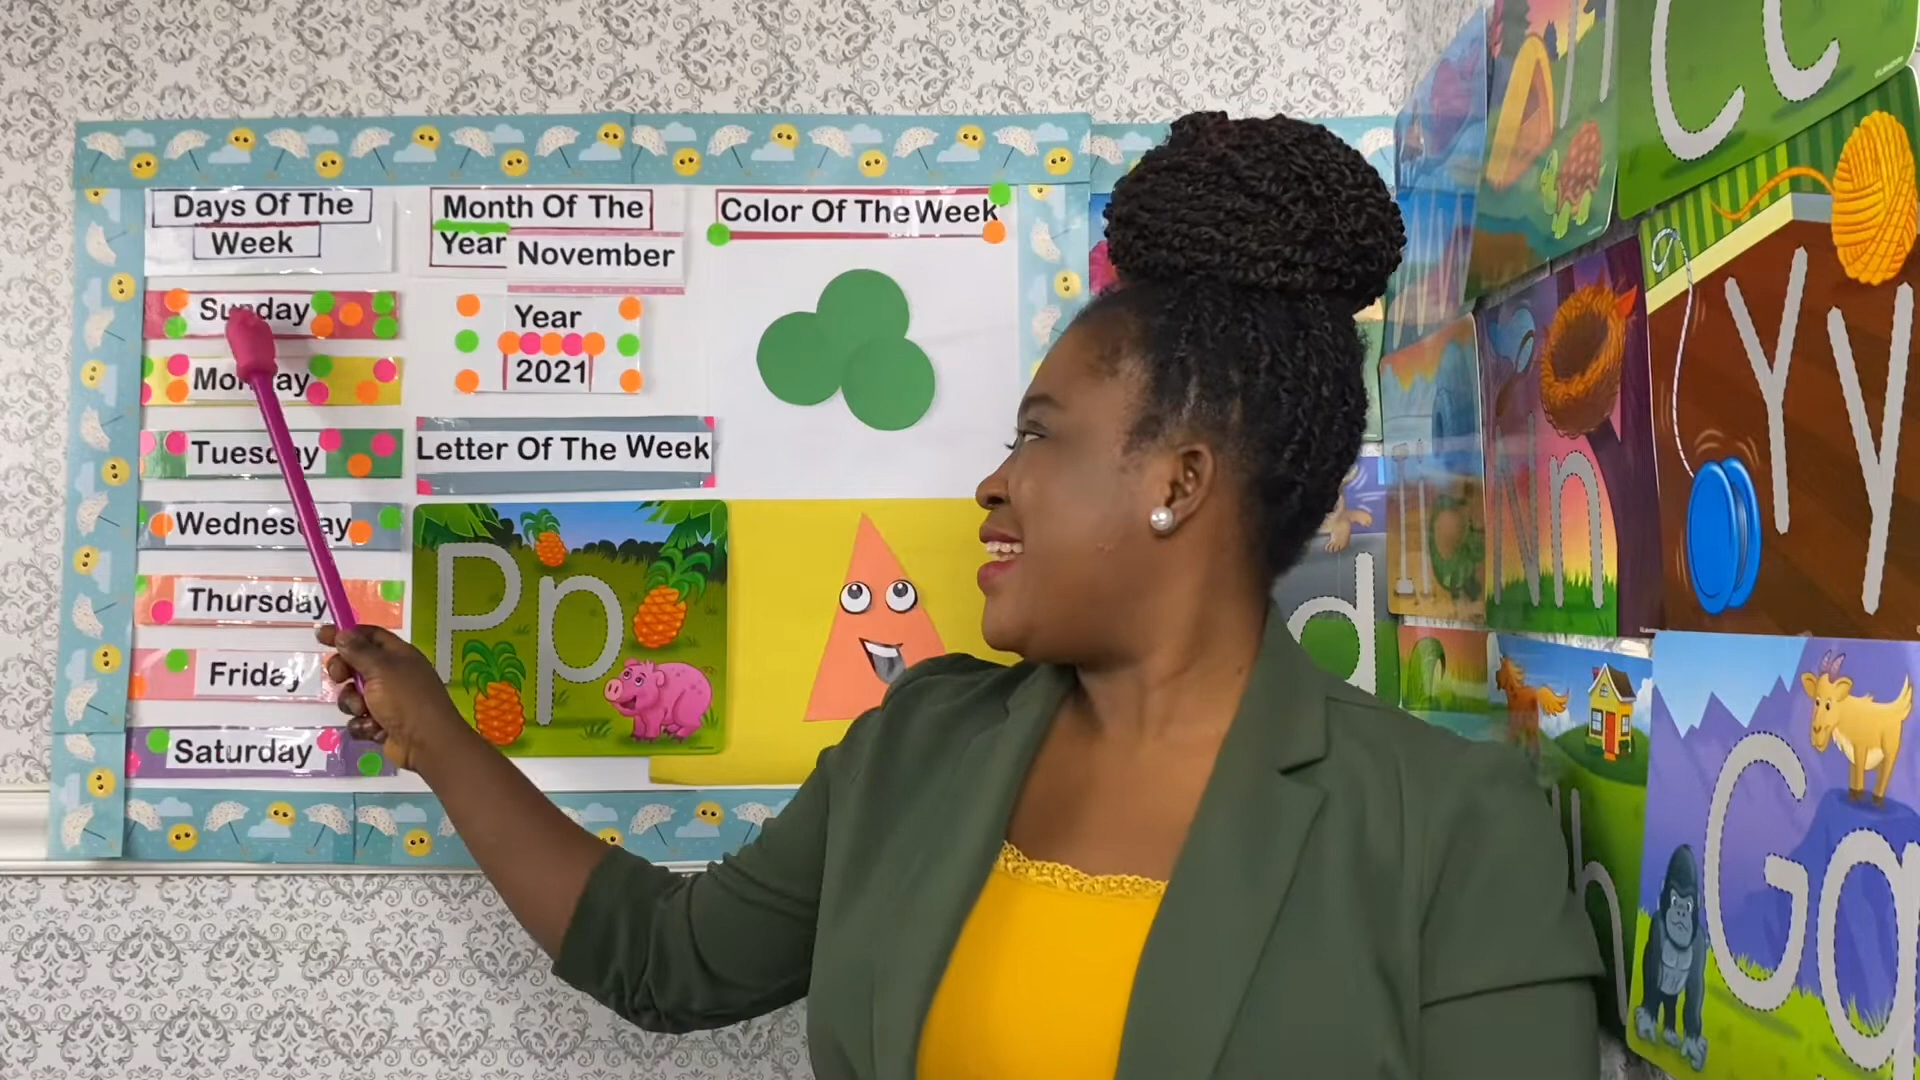 Days Of The
Week
Sunday
Monday
Tuesday
Wednesday
Thursday
Friday
Saturday
Month Of The
Year
November
Year
2021
Letter Of The Week
Pp
Color Of The Week
d
Cc
Yy
Nn
h
Gg